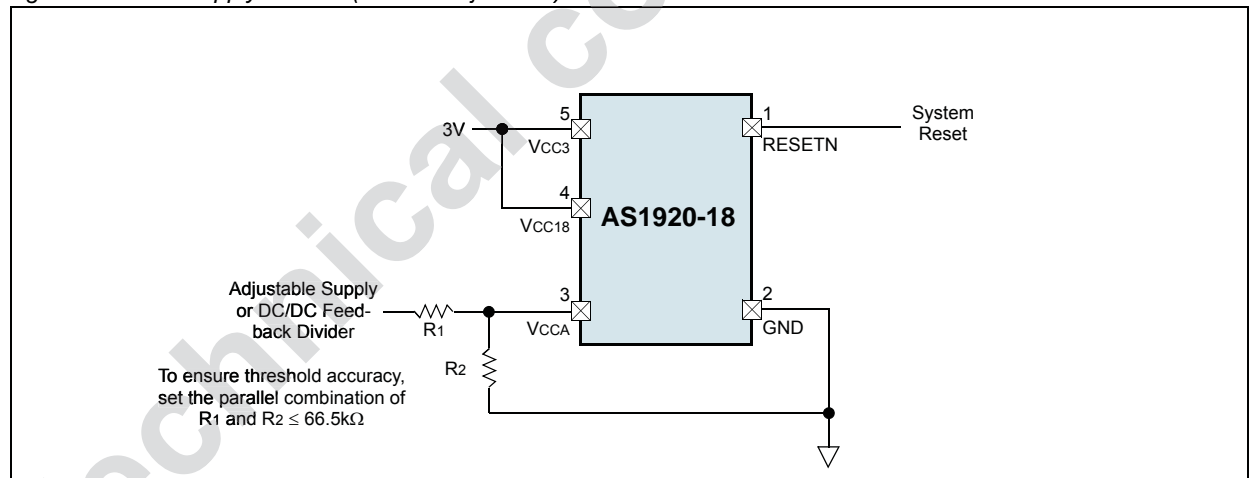 5
1
3V
VCC3
RESETN
System
Reset
4
VCC18
AS1920-18
Adjustable Supply
or DC/DC Feed-
back Divider
R1
3
VCCA
2
GND
R2
To ensure threshold accuracy,
set the parallel combination of
R1 and R2 ≤ 66.5kΩ